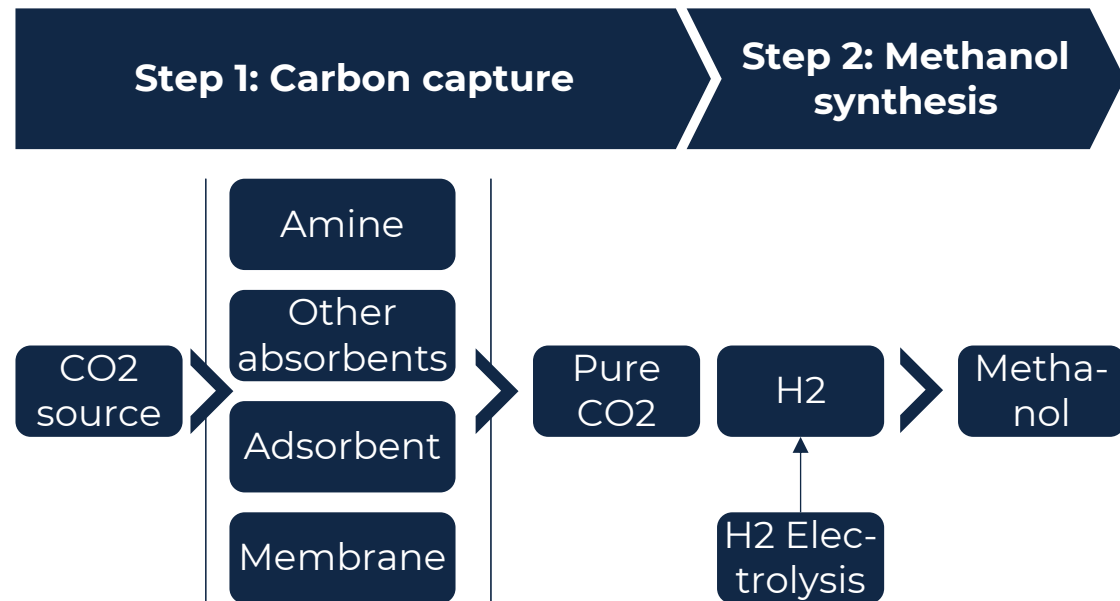 Step 1: Carbon capture
Step 2: Methanol
synthesis
Amine
Other
absorbents
Adsorbent
Membrane
CO2
source
Pure
CO2
H2
H2 Elec-
trolysis
Metha-
nol